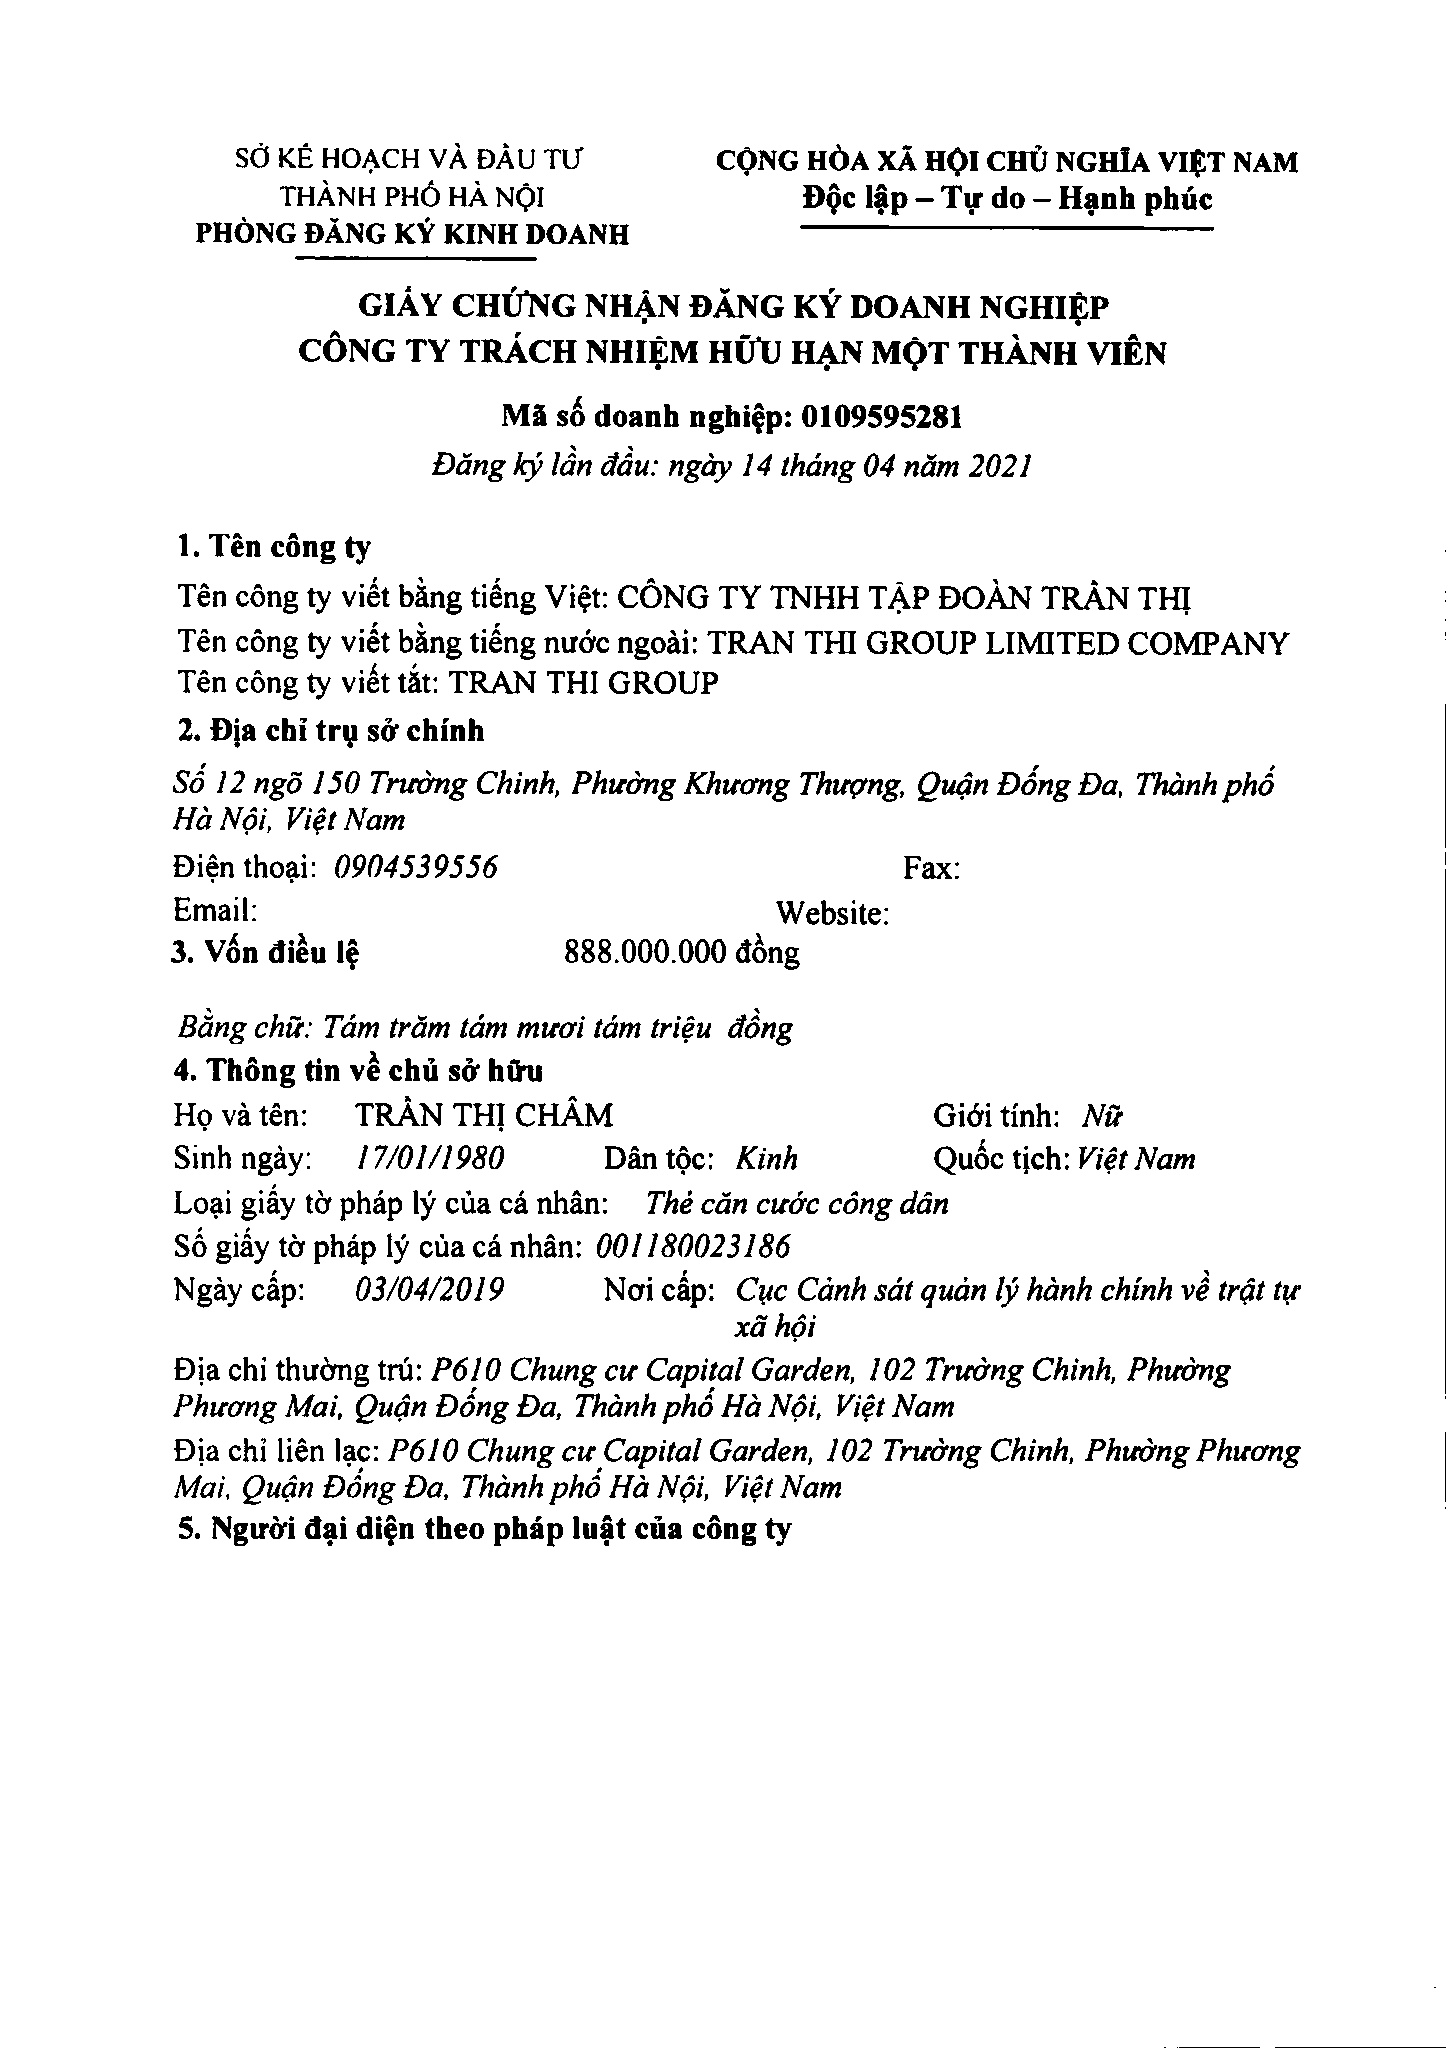 SỞ KẾ HOẠCH VÀ ĐẦU TƯ
THÀNH PHỐ HÀ NỘI
PHÒNG ĐĂNG KÝ KINH DOANH
CỘNG HÒA XÃ HỘI CHỦ NGHĨA VIỆT NAM
Độc lập – Tự do – Hạnh phúc
GIẤY CHỨNG NHẬN ĐĂNG KÝ DOANH NGHIỆP
CÔNG TY TRÁCH NHIỆM HỮU HẠN MỘT THÀNH VIÊN
Mã số doanh nghiệp: 0109595281
Đăng ký lần đầu: ngày 14 tháng 04 năm 2021
1. Tên công ty
Tên công ty viết bằng tiếng Việt: CÔNG TY TNHH TẬP ĐOÀN TRẦN THỊ
Tên công ty viết bằng tiếng nước ngoài: TRAN THI GROUP LIMITED COMPANY
Tên công ty viết tắt: TRAN THI GROUP
2. Địa chỉ trụ sở chính
Số 12 ngõ 150 Trường Chinh, Phường Khương Thượng, Quận Đống Đa, Thành phố
Hà Nội, Việt Nam
Điện thoại: 0904539556 Fax:
Email: Website:
3. Vốn điều lệ 888.000.000 đồng
Bằng chữ: Tám trăm tám mươi tám triệu đồng
4. Thông tin về chủ sở hữu
Họ và tên: TRẦN THỊ CHÂM Giới tính: Nữ
Sinh ngày: 17/01/1980 Dân tộc: Kinh Quốc tịch: Việt Nam
Loại giấy tờ pháp lý của cá nhân: Thẻ căn cước công dân
Số giấy tờ pháp lý của cá nhân: 001180023186
Ngày cấp: 03/04/2019 Nơi cấp: Cục Cảnh sát quản lý hành chính về trật tự
xã hội
Địa chỉ thường trú: P610 Chung cư Capital Garden, 102 Trường Chinh, Phường
Phương Mai, Quận Đống Đa, Thành phố Hà Nội, Việt Nam
Địa chỉ liên lạc: P610 Chung cư Capital Garden, 102 Trường Chinh, Phường Phương
Mai, Quận Đống Đa, Thành phố Hà Nội, Việt Nam
5. Người đại diện theo pháp luật của công ty